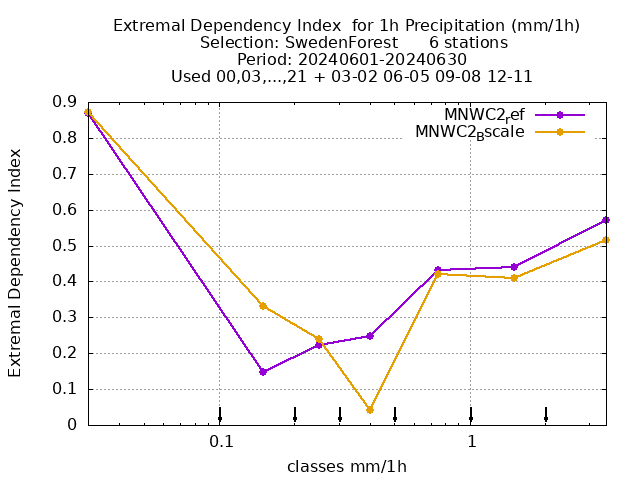 Extremal Dependency Index  for 1h Precipitation (mm/1h)
Selection: SwedenForest      6 stations
Period: 20240601-20240630
Used 00,03,...,21 + 03-02 06-05 09-08 12-11
MNWC2ref
MNWC2Bscale
Extremal Dependency Index
0.9
0.8
0.7
0.6
0.5
0.4
0.3
0.2
0.1
0
0.1 1
classes mm/1h